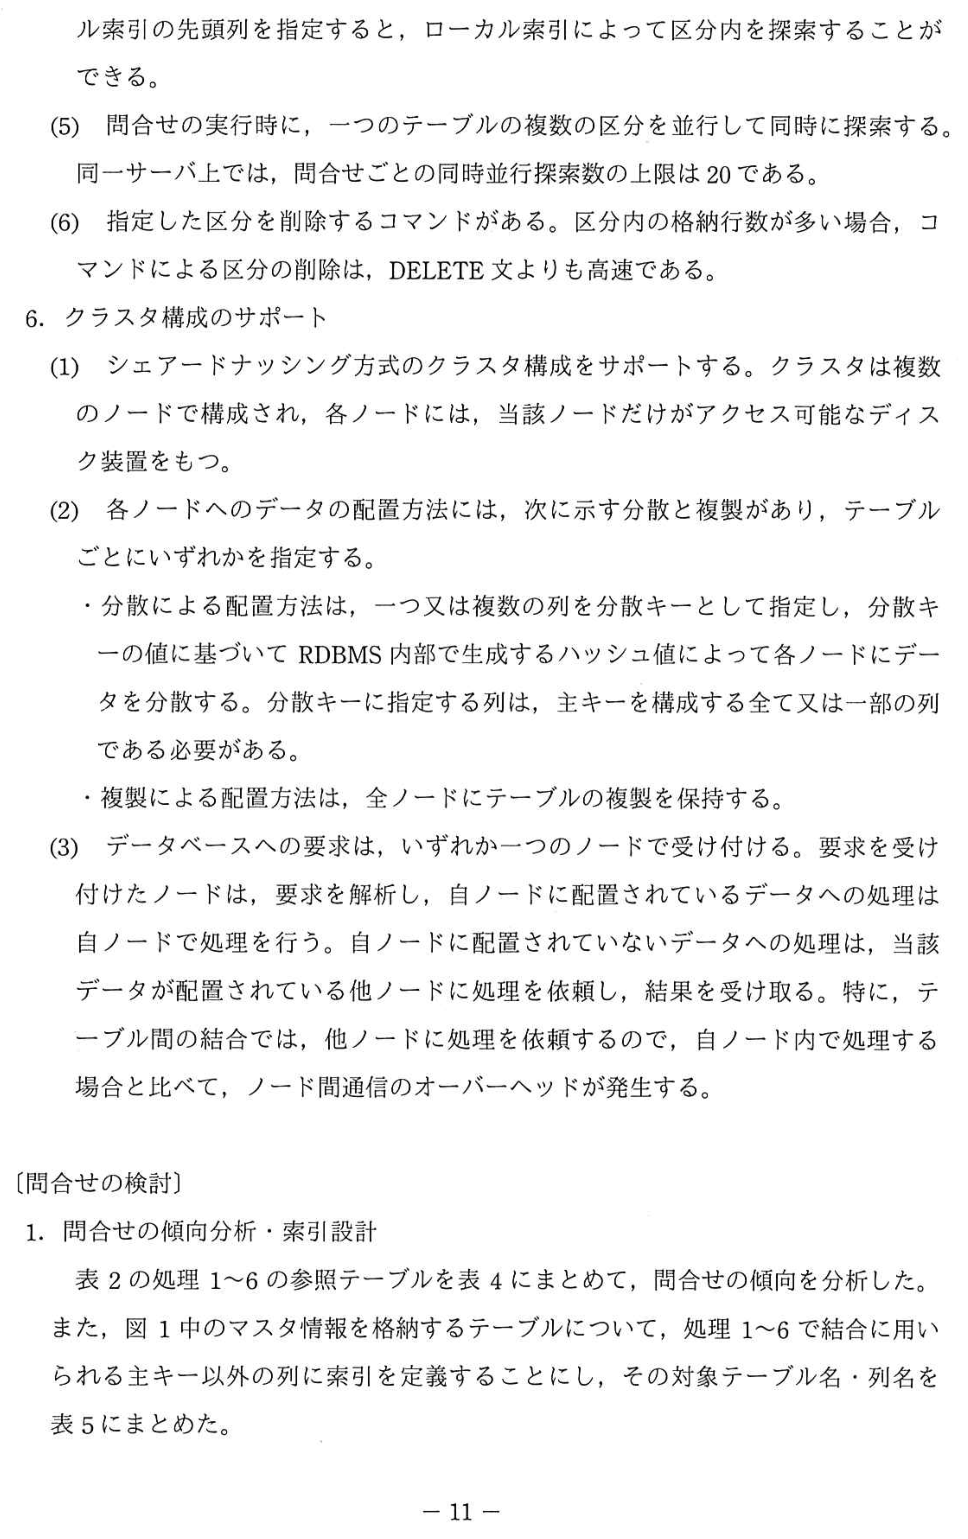 ル索引の先頭列を指定すると，ローカル索引によって区分内を探索することが
できる。
(5) 問合せの実行時に，一つのテーブルの複数の区分を並行して同時に探索する。
同一サーバ上では，問合せごとの同時並行探索数の上限は 20 である。
(6) 指定した区分を削除するコマンドがある。区分内の格納行数が多い場合，コ
マンドによる区分の削除は，DELETE 文よりも高速である。
6. クラスタ構成のサポート
(1) シェアードナッシング方式のクラスタ構成をサポートする。クラスタは複数
のノードで構成され，各ノードには，当該ノードだけがアクセス可能なディス
ク装置をもつ。
(2) 各ノードへのデータの配置方法には，次に示す分散と複製があり，テーブル
ごとにいずれかを指定する。
・分散による配置方法は，一つ又は複数の列を分散キーとして指定し，分散キ
ーの値に基づいて RDBMS 内部で生成するハッシュ値によって各ノードにデー
タを分散する。分散キーに指定する列は，主キーを構成する全て又は一部の列
である必要がある。
・複製による配置方法は，全ノードにテーブルの複製を保持する。
(3) データベースへの要求は，いずれか一つのノードで受け付ける。要求を受け
付けたノードは，要求を解析し，自ノードに配置されているデータへの処理は
自ノードで処理を行う。自ノードに配置されていないデータへの処理は，当該
データが配置されている他ノードに処理を依頼し，結果を受け取る。特に，テ
ーブル間の結合では，他ノードに処理を依頼するので，自ノード内で処理する
場合と比べて，ノード間通信のオーバーヘッドが発生する。
〔問合せの検討〕
1. 問合せの傾向分析・索引設計
表 2 の処理 1～6 の参照テーブルを表 4 にまとめて，問合せの傾向を分析した。
また，図 1 中のマスタ情報を格納するテーブルについて，処理 1～6 で結合に用い
られる主キー以外の列に索引を定義することにし，その対象テーブル名・列名を
表 5 にまとめた。
－ 11 －